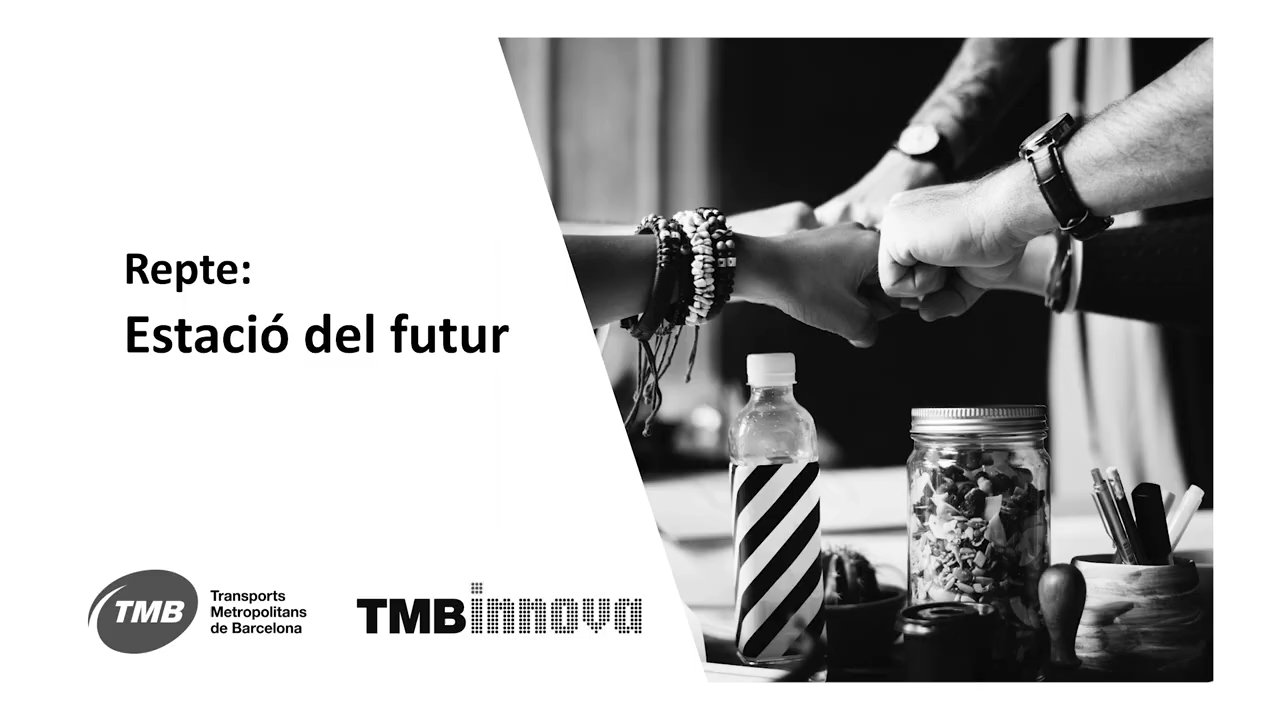 Repte:
Estació del futur
TMB
Transports
Metropolitans
de Barcelona
TMBinnova